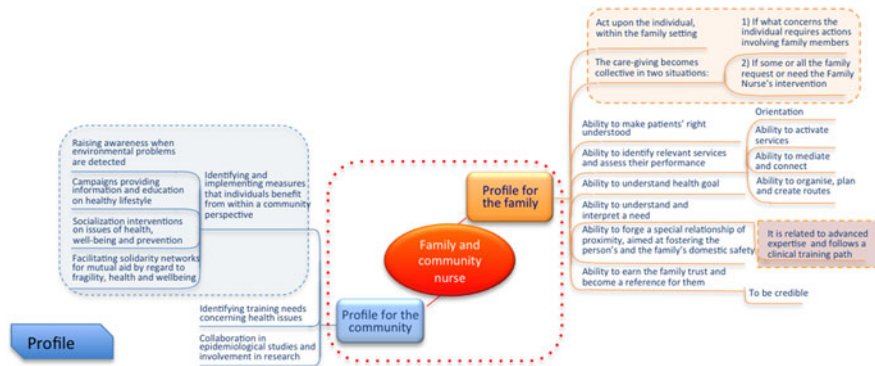 Act upon the individual,
within the family setting
1) If what concerns the
individual requires actions
involving family members
The care-giving becomes
collective in two situations:
2) If some or all the family
request or need the Family
Nurse's intervention
Ability to make patients' right
understood
Ability to identify relevant services
and assess their performance
Orientation
Ability to activate
services
Ability to mediate
and connect
Ability to organise, plan
and create routes
Ability to understand health goal
Ability to understand and
interpret a need
Ability to forge a special relationship of
proximity, aimed at fostering the
person's and the family's domestic safety
It is related to advanced
expertise and follows a
clinical training path
Ability to earn the family trust and
become a reference for them
To be credible
Profile for
the family
Family and
community
nurse
Profile for the
community
Raising awareness when
environmental problems
are detected
Campaigns providing
information and education
on healthy lifestyle
Socialization interventions
on issues of health,
well-being and prevention
Facilitating solidarity networks
for mutual aid by regard to
fragility, health and wellbeing
Identifying and
implementing measures
that individuals benefit
from within a community
perspective
Identifying training needs
concerning health issues
Collaboration in
epidemiological studies and
involvement in research
Profile